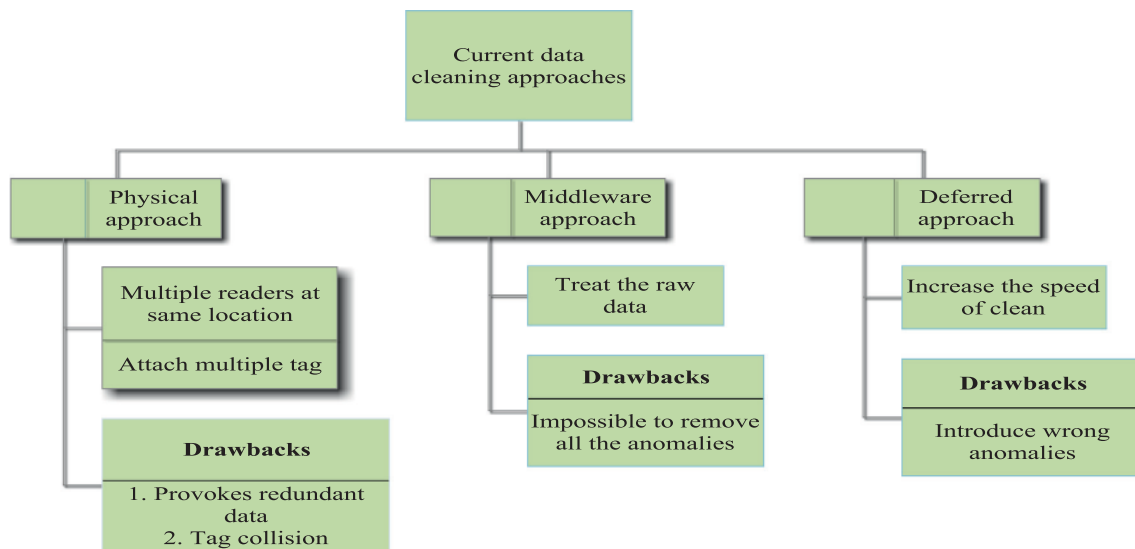 Current data
cleaning approaches
Physical
approach
Multiple readers at
same location
Attach multiple tag
Drawbacks
1. Provokes redundant
data
2. Tag collision
Middleware
approach
Treat the raw
data
Drawbacks
Impossible to remove
all the anomalies
Deferred
approach
Increase the speed
of clean
Drawbacks
Introduce wrong
anomalies